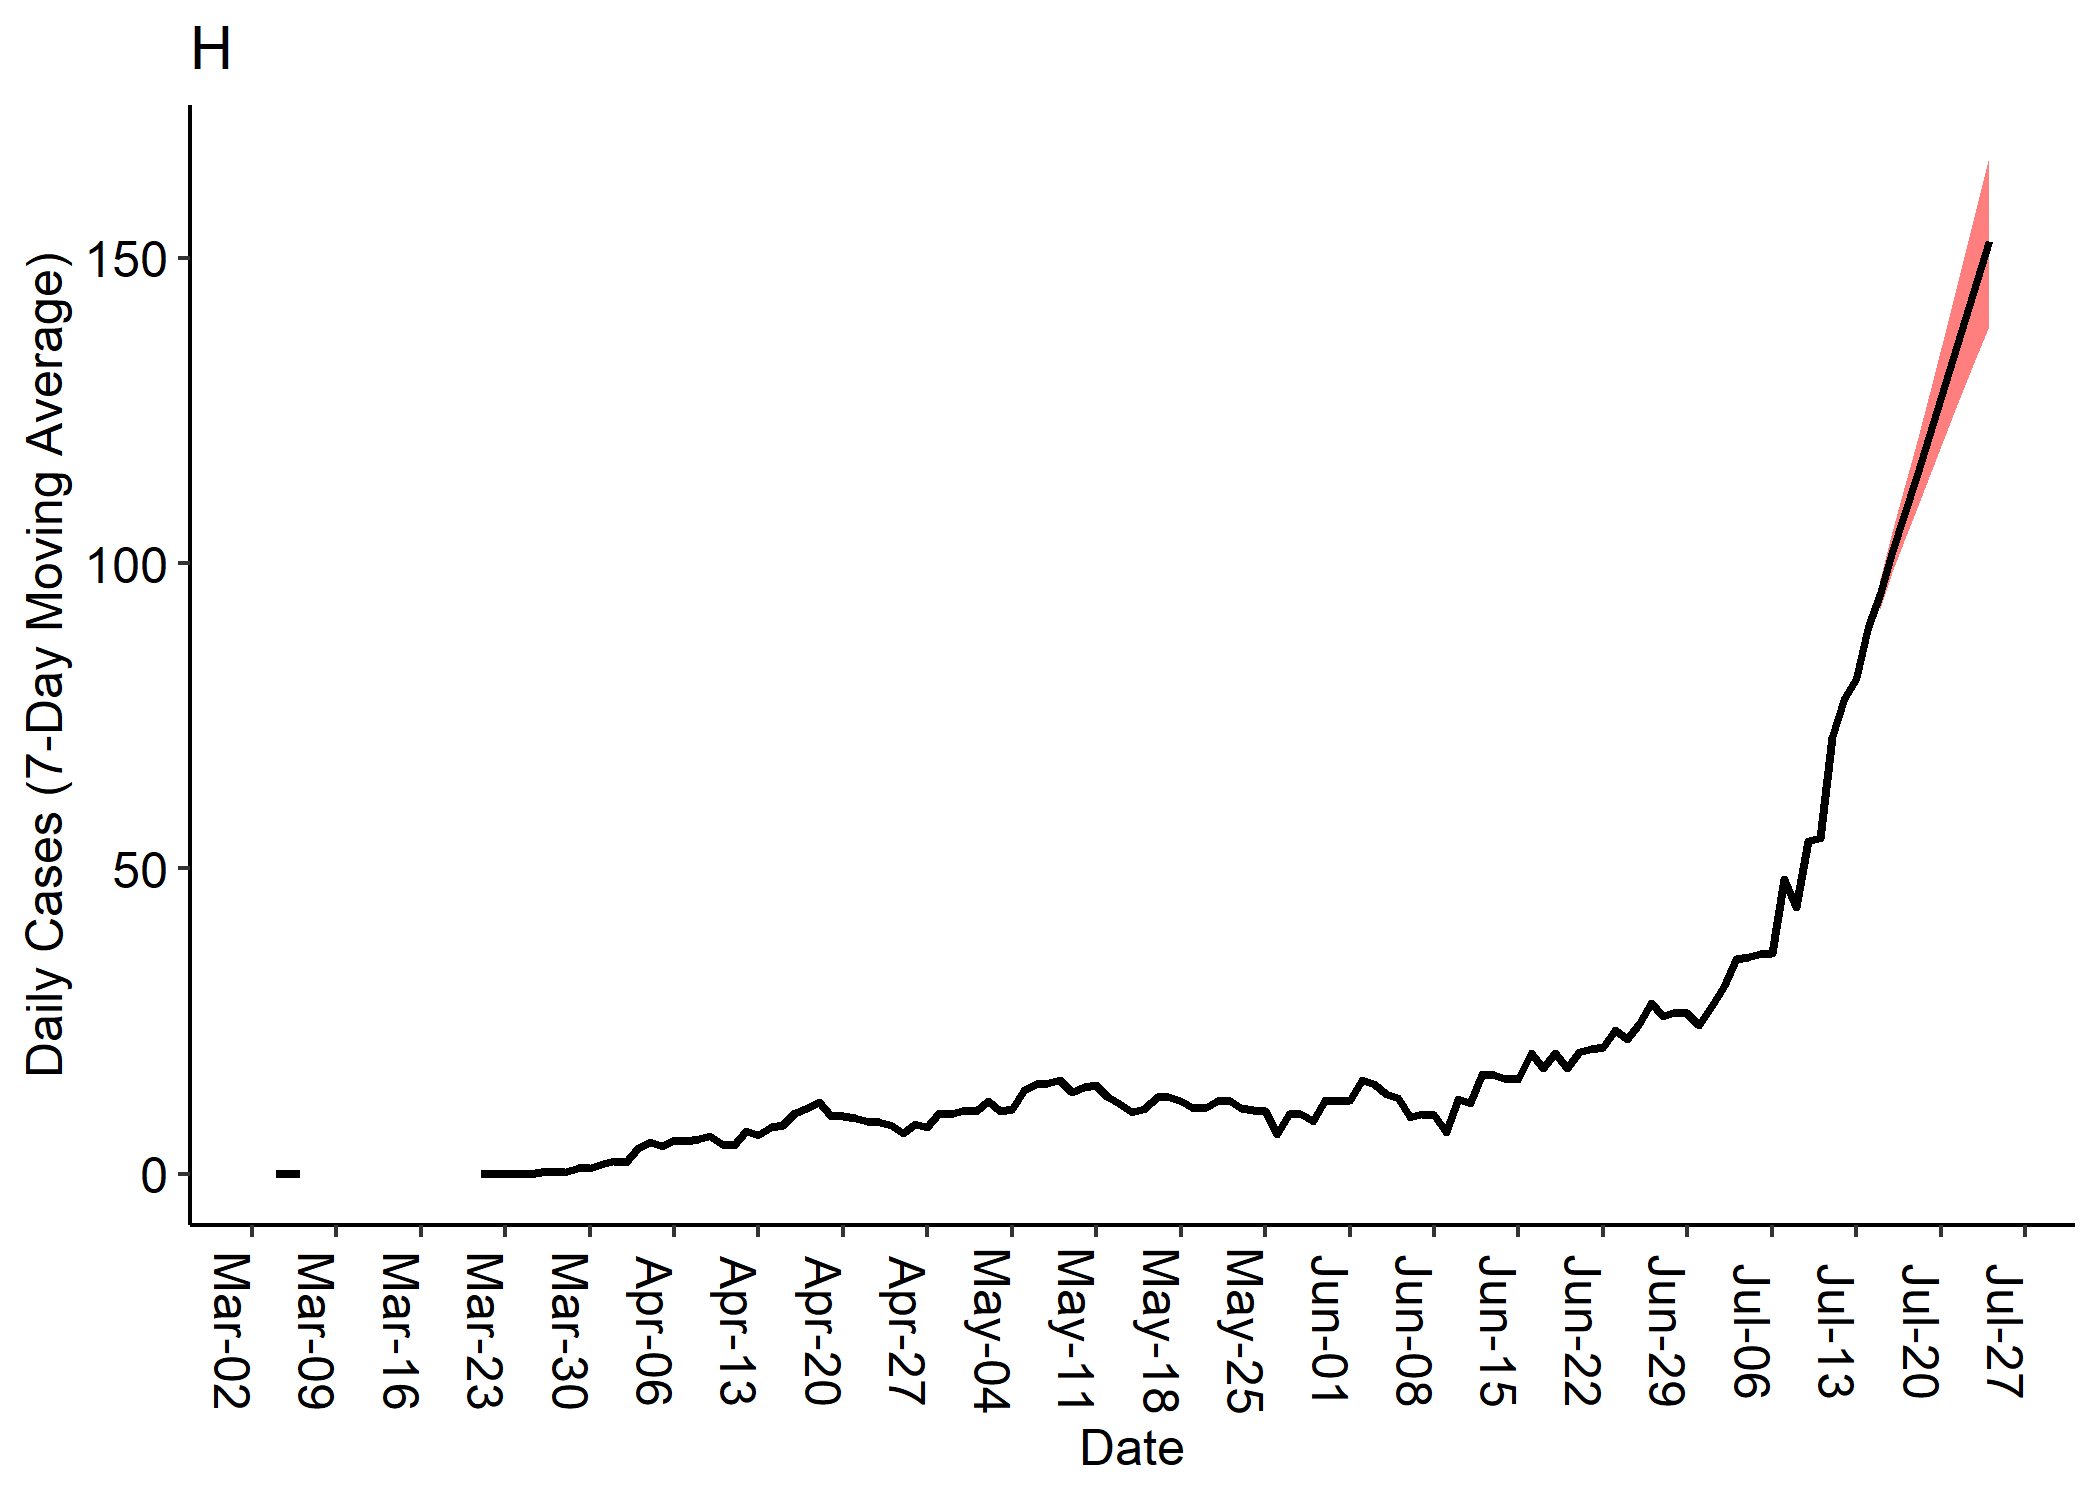 H
Daily Cases (7-Day Moving Average)
150
100
50
0
Mar-02
Mar-09
Mar-16
Mar-23
Mar-30
Apr-06
Apr-13
Apr-20
Apr-27
May-04
May-11
May-18
May-25
Jun-01
Jun-08
Jun-15
Jun-22
Jun-29
Jul-06
Jul-13
Jul-20
Jul-27
Date